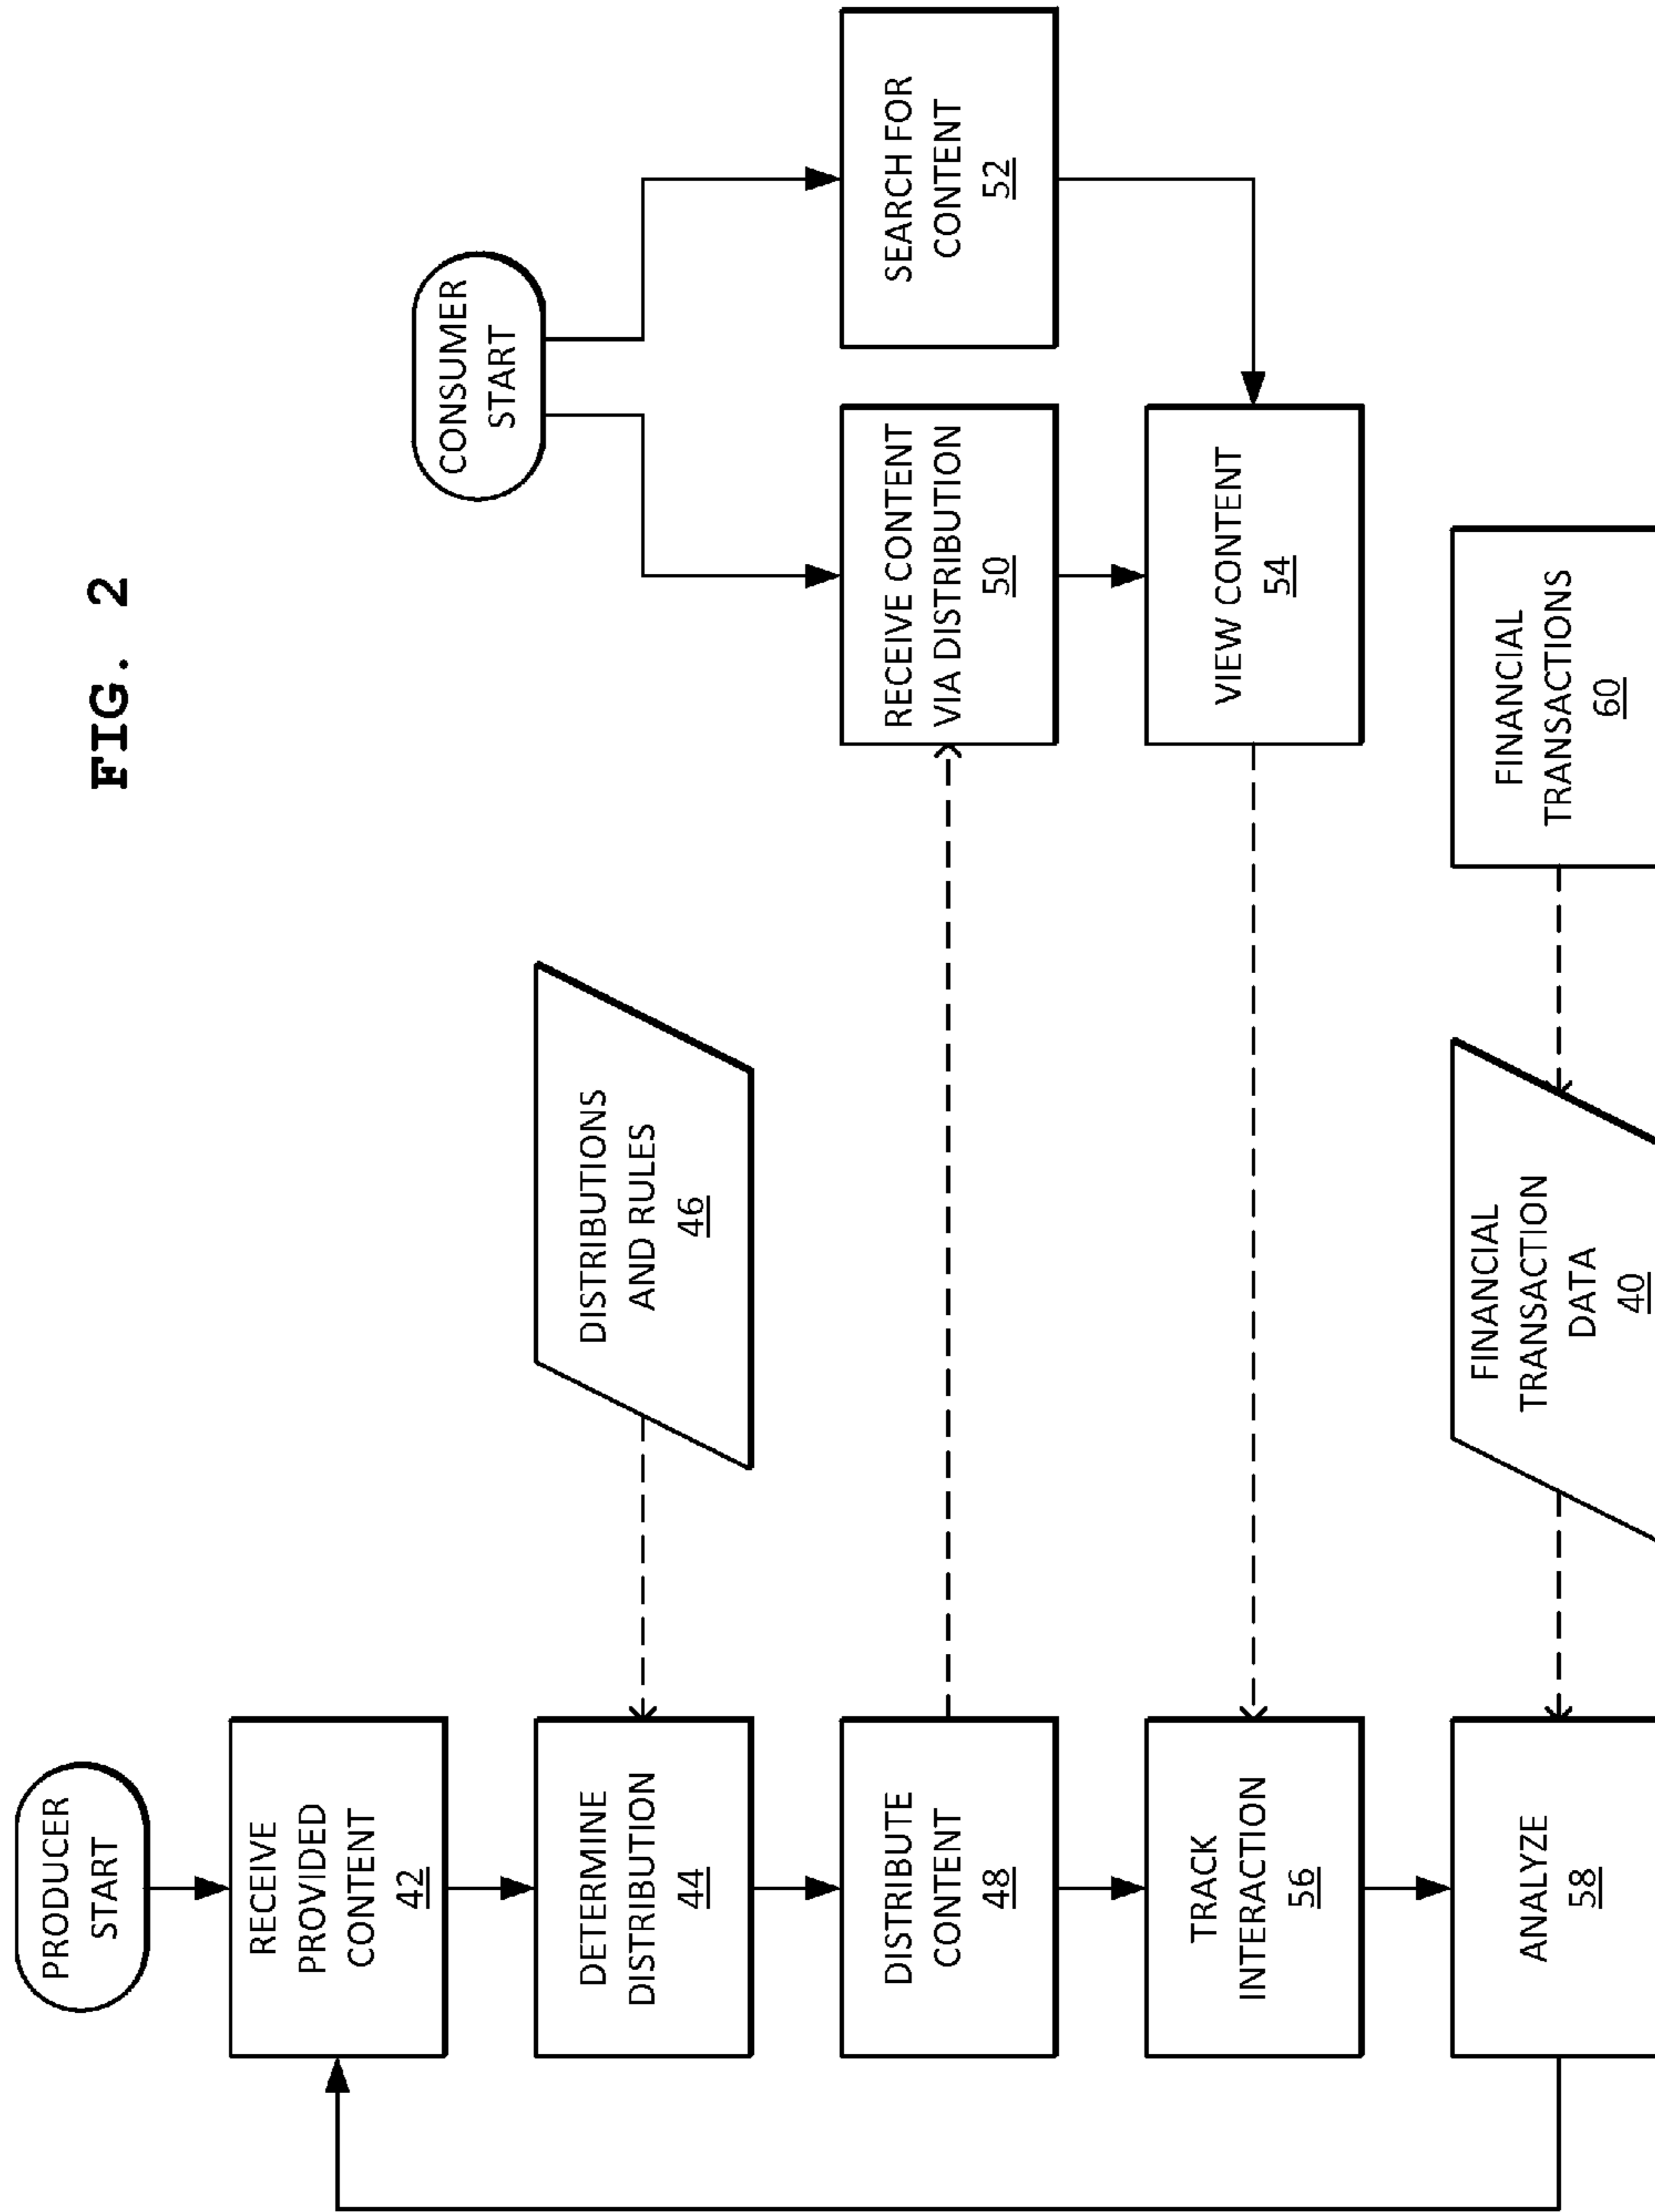 FIG. 2
PRODUCER
START
RECEIVE
PROVIDED
CONTENT
42
DETERMINE
DISTRIBUTION
44
DISTRIBUTIONS
AND RULES
46
DISTRIBUTE
CONTENT
48
CONSUMER
START
RECEIVE CONTENT
VIA DISTRIBUTION
50
SEARCH FOR
CONTENT
52
VIEW CONTENT
54
TRACK
INTERACTION
56
ANALYZE
58
FINANCIAL
TRANSACTION
DATA
40
FINANCIAL
TRANSACTIONS
60